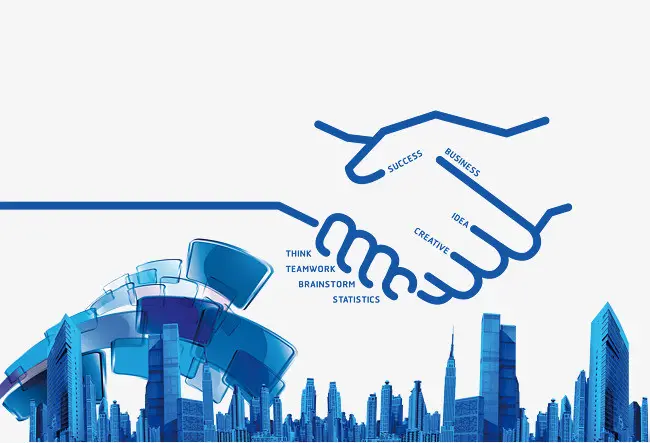 SUCCESS
BUSINESS
IDEA
CREATIVE
THINK
TEAMWORK
BRAINSTORM
STATISTICS